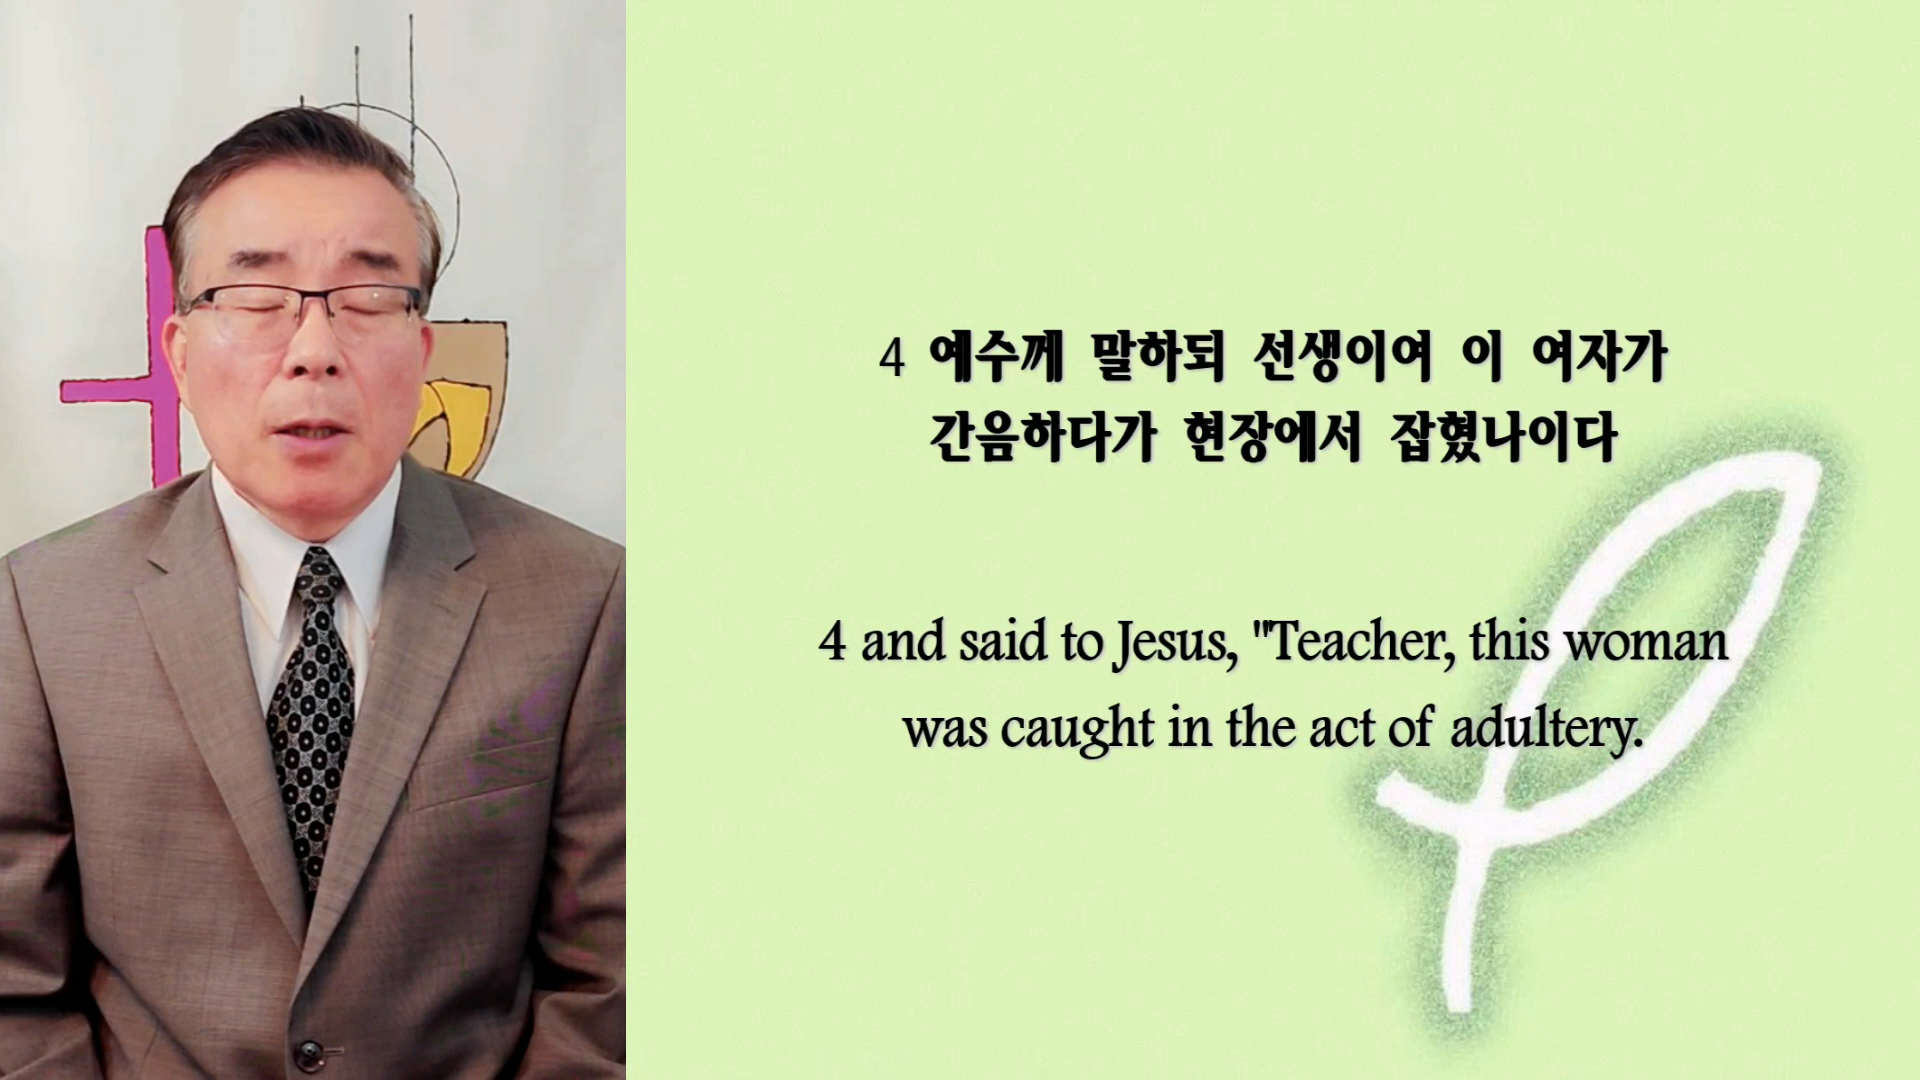 4 예수께 말하되 선생이여 이 여자가
간음하다가 현장에서 잡혔나이다
4 and said to Jesus, "Teacher, this woman
was caught in the act of adultery.